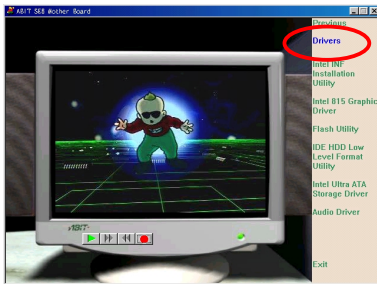 ABIT SE6 Mother Board
Previous
Drivers
Intel INF
Installation
Utility
Intel 815 Graphic
Driver
Flash Utility
IDE HDD Low
Level Format
Utility
Intel Ultra ATA
Storage Driver
Audio Driver
ABIT
Exit